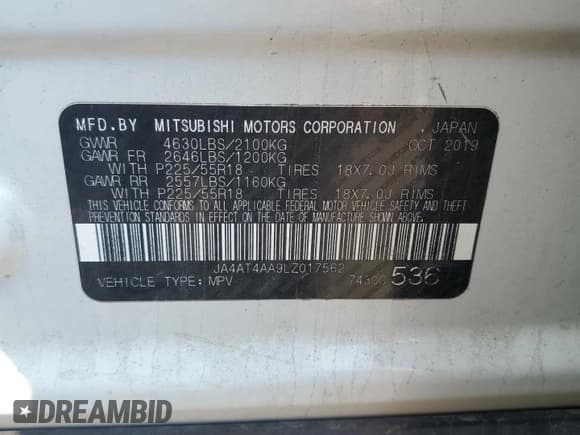 MFD.BY MITSUBISHI MOTORS CORPORATION , JAPAN
GVWR 4630LBS/2100KG OCT 2019
GAWR FR 2646LBS/1200KG
WITH P225/55R18 TIRES 18X7.0J RIMS
GAWR RR 2557LBS/1160KG
WITH P225/55R18 TIRES 18X7.0J RIMS
THIS VEHICLE CONFORMS TO ALL APPLICABLE FEDERAL MOTOR VEHICLE SAFETY AND THEFT
PREVENTION STANDARDS IN EFFECT ON THE DATE OF MANUFACTURE SHOWN ABOVE.
JA4AT4AA9LZ017562
VEHICLE TYPE: MPV 74300 536
DREAMBID